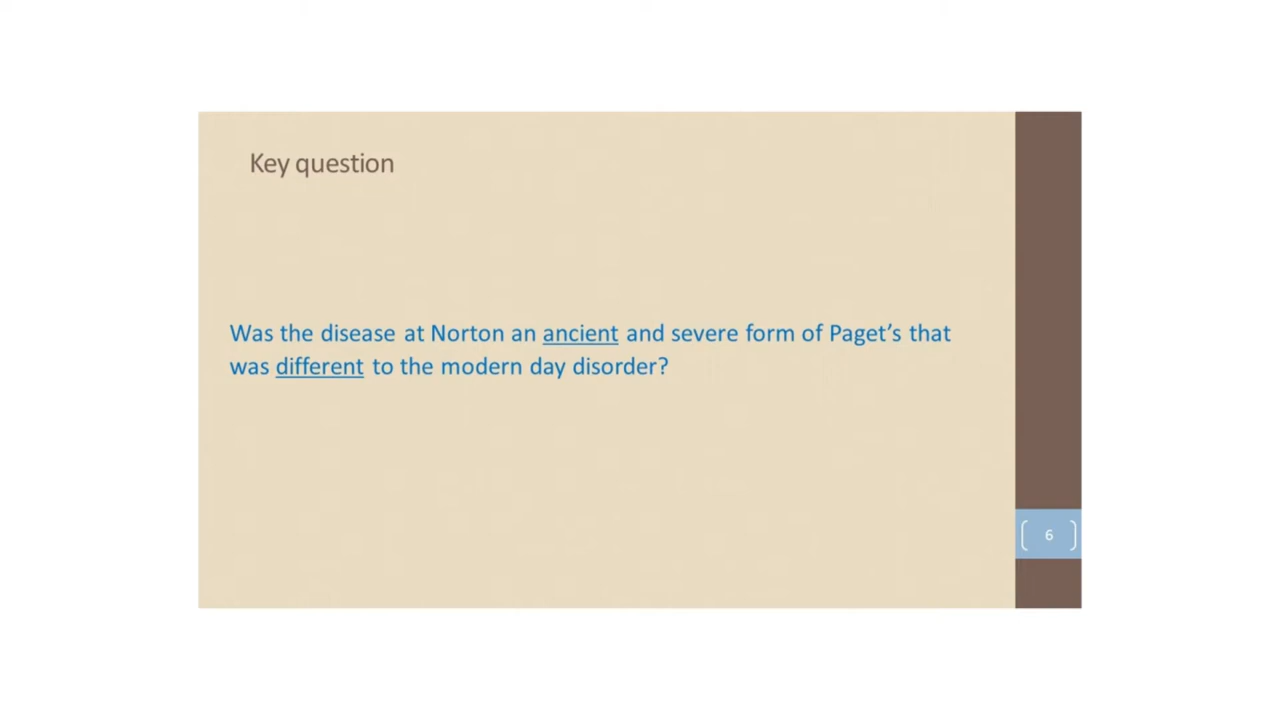 Key question
Was the disease at Norton an ancient and severe form of Paget’s that
was different to the modern day disorder?
6